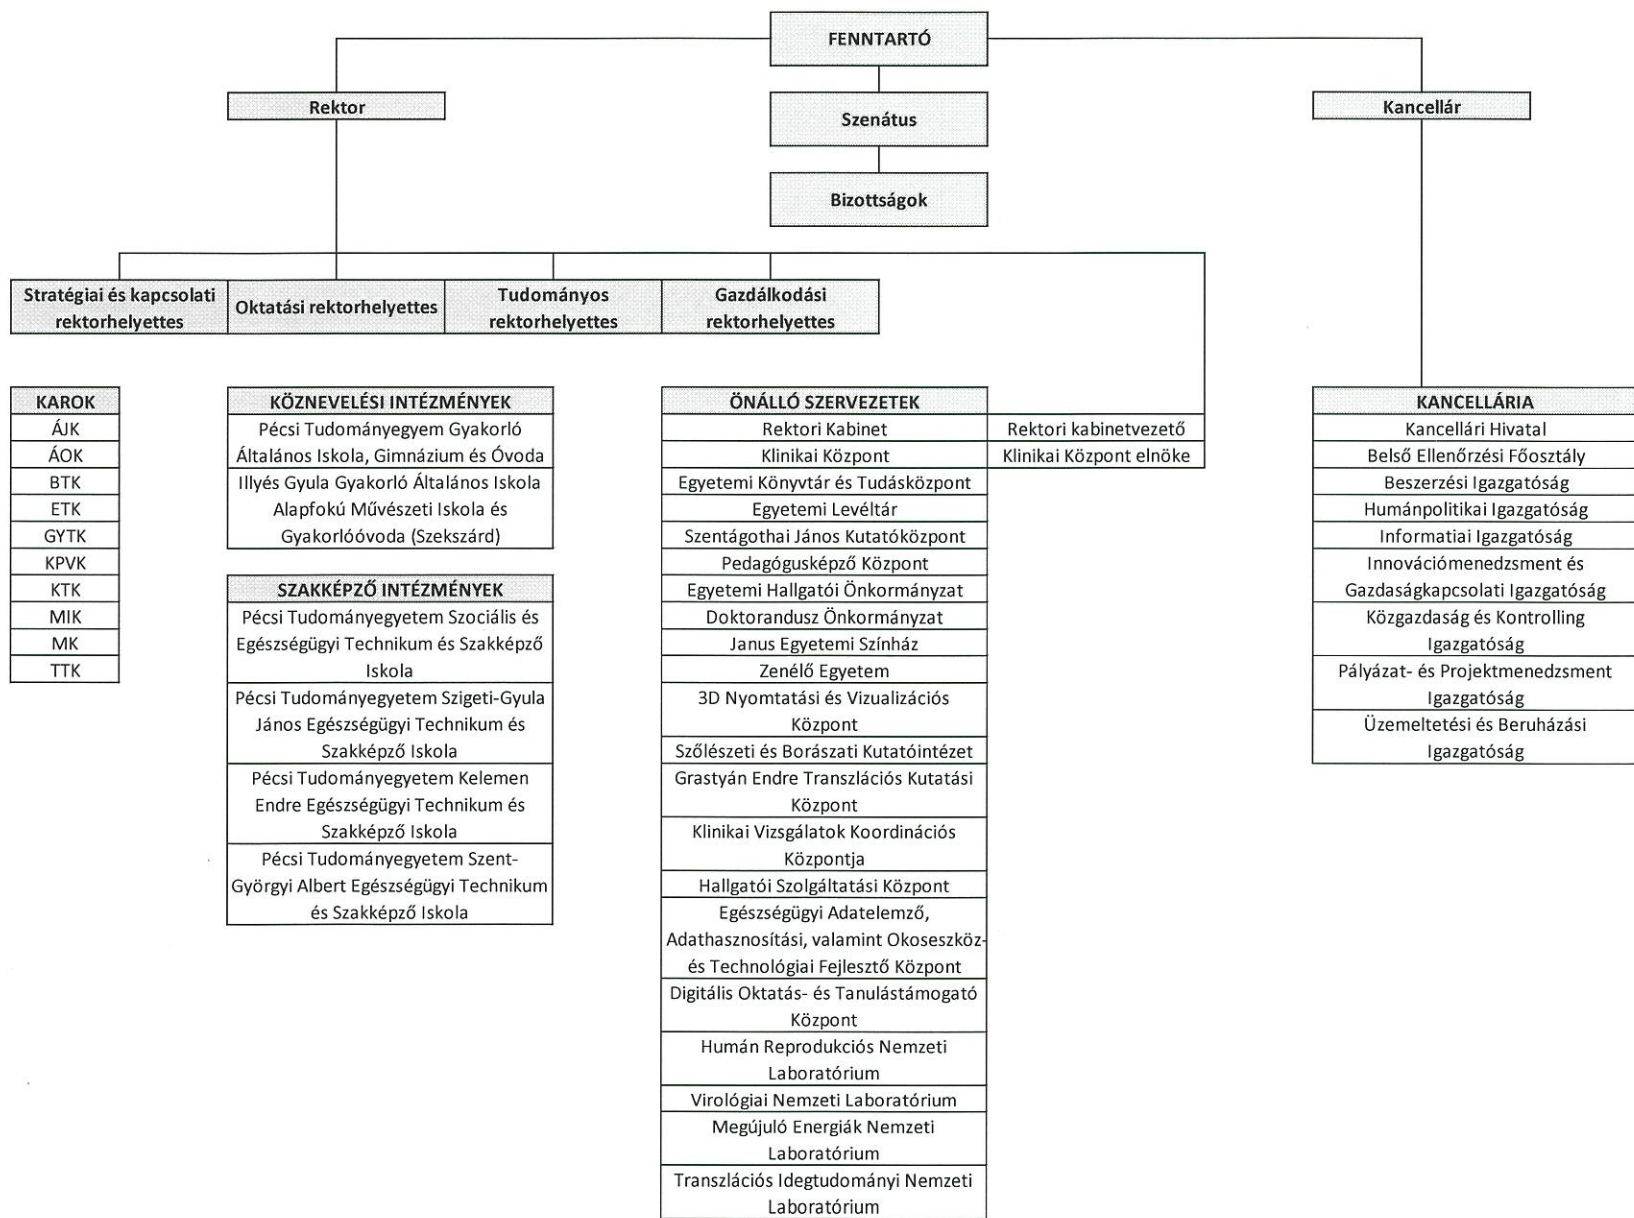 FENNTARTÓ
Rektor
Szenátus
Kancellár
Bizottságok
Stratégiai és kapcsolati
rektorhelyettes
Oktatási rektorhelyettes
Tudományos
rektorhelyettes
Gazdálkodási
rektorhelyettes
KAROK
ÁJK
ÁOK
BTK
ETK
GYTK
KPVK
KTK
MIK
MK
TTK
KÖZNEVELÉSI INTÉZMÉNYEK
Pécsi Tudományegyem Gyakorló
Általános Iskola, Gimnázium és Óvoda
Illyés Gyula Gyakorló Általános Iskola
Alapfokú Művészeti Iskola és
Gyakorlóóvoda (Szekszárd)
SZAKKÉPZŐ INTÉZMÉNYEK
Pécsi Tudományegyetem Szociális és
Egészségügyi Technikum és Szakképző
Iskola
Pécsi Tudományegyetem Szigeti-Gyula
János Egészségügyi Technikum és
Szakképző Iskola
Pécsi Tudományegyetem Kelemen
Endre Egészségügyi Technikum és
Szakképző Iskola
Pécsi Tudományegyetem Szent-
Györgyi Albert Egészségügyi Technikum
és Szakképző Iskola
ÖNÁLLÓ SZERVEZETEK
Rektori Kabinet
Rektori kabinetvezető
Klinikai Központ
Klinikai Központ elnöke
Egyetemi Könyvtár és Tudásközpont
Egyetemi Levéltár
Szentágothai János Kutatóközpont
Pedagógusképző Központ
Egyetemi Hallgatói Önkormányzat
Doktorandusz Önkormányzat
Janus Egyetemi Színház
Zenélő Egyetem
3D Nyomtatási és Vizualizációs
Központ
Szőlészeti és Borászati Kutatóintézet
Grastyán Endre Transzlációs Kutatási
Központ
Klinikai Vizsgálatok Koordinációs
Központja
Hallgatói Szolgáltatási Központ
Egészségügyi Adatelemző,
Adathasznosítási, valamint Okoseszköz-
és Technológiai Fejlesztő Központ
Digitális Oktatás- és Tanulástámogató
Központ
Humán Reprodukciós Nemzeti
Laboratórium
Virológiai Nemzeti Laboratórium
Megújuló Energiák Nemzeti
Laboratórium
Transzlációs Idegtudományi Nemzeti
Laboratórium
KANCELLÁRIA
Kancellári Hivatal
Belső Ellenőrzési Főosztály
Beszerzési Igazgatóság
Humánpolitikai Igazgatóság
Informatiai Igazgatóság
Innovációmenedzsment és
Gazdaságkapcsolati Igazgatóság
Közgazdaság és Kontrolling
Igazgatóság
Pályázat- és Projektmenedzsment
Igazgatóság
Üzemeltetési és Beruházási
Igazgatóság